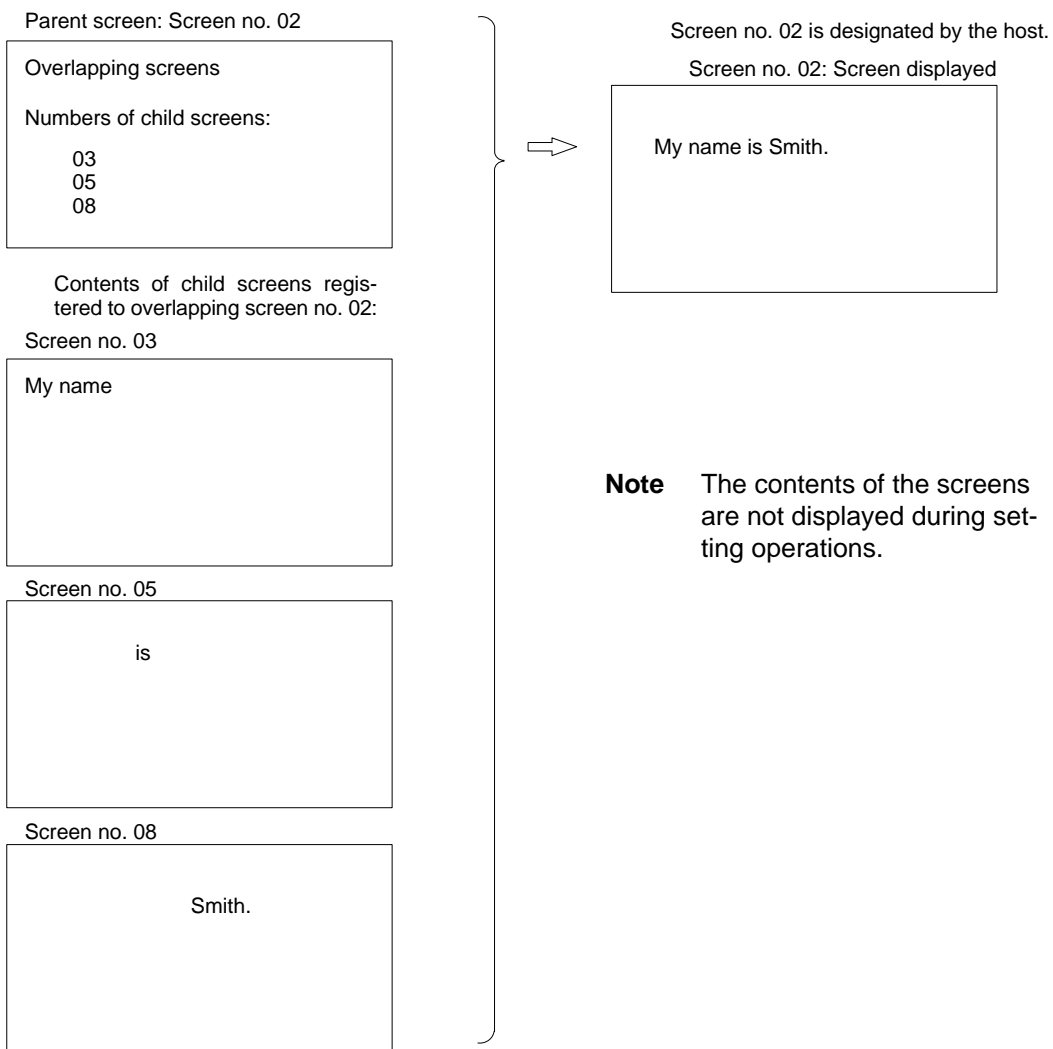 Parent screen: Screen no. 02
Overlapping screens
Numbers of child screens:
03
05
08
Contents of child screens regis-
tered to overlapping screen no. 02:
Screen no. 03
My name
Screen no. 05
is
Screen no. 08
Smith.
Screen no. 02 is designated by the host.
Screen no. 02: Screen displayed
My name is Smith.
Note The contents of the screens
are not displayed during set-
ting operations.